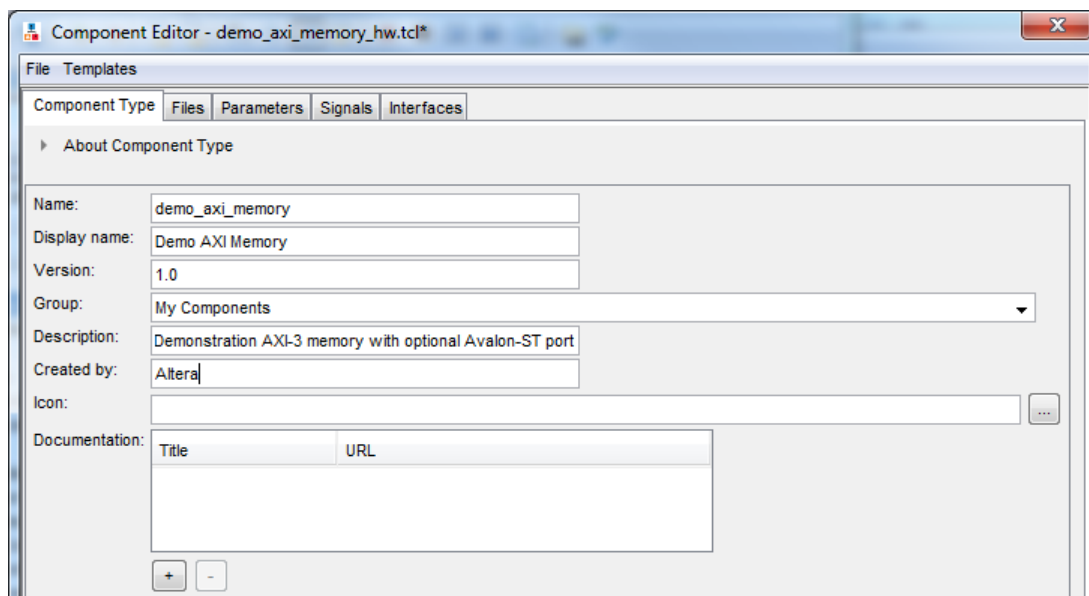 Component Editor - demo_axi_memory_hw.tcl*
File Templates
Component Type Files Parameters Signals Interfaces
About Component Type
Name: demo_axi_memory
Display name: Demo AXI Memory
Version: 1.0
Group: My Components
Description: Demonstration AXI-3 memory with optional Avalon-ST port
Created by: Altera
Icon: ...
Documentation: Title URL
+ -